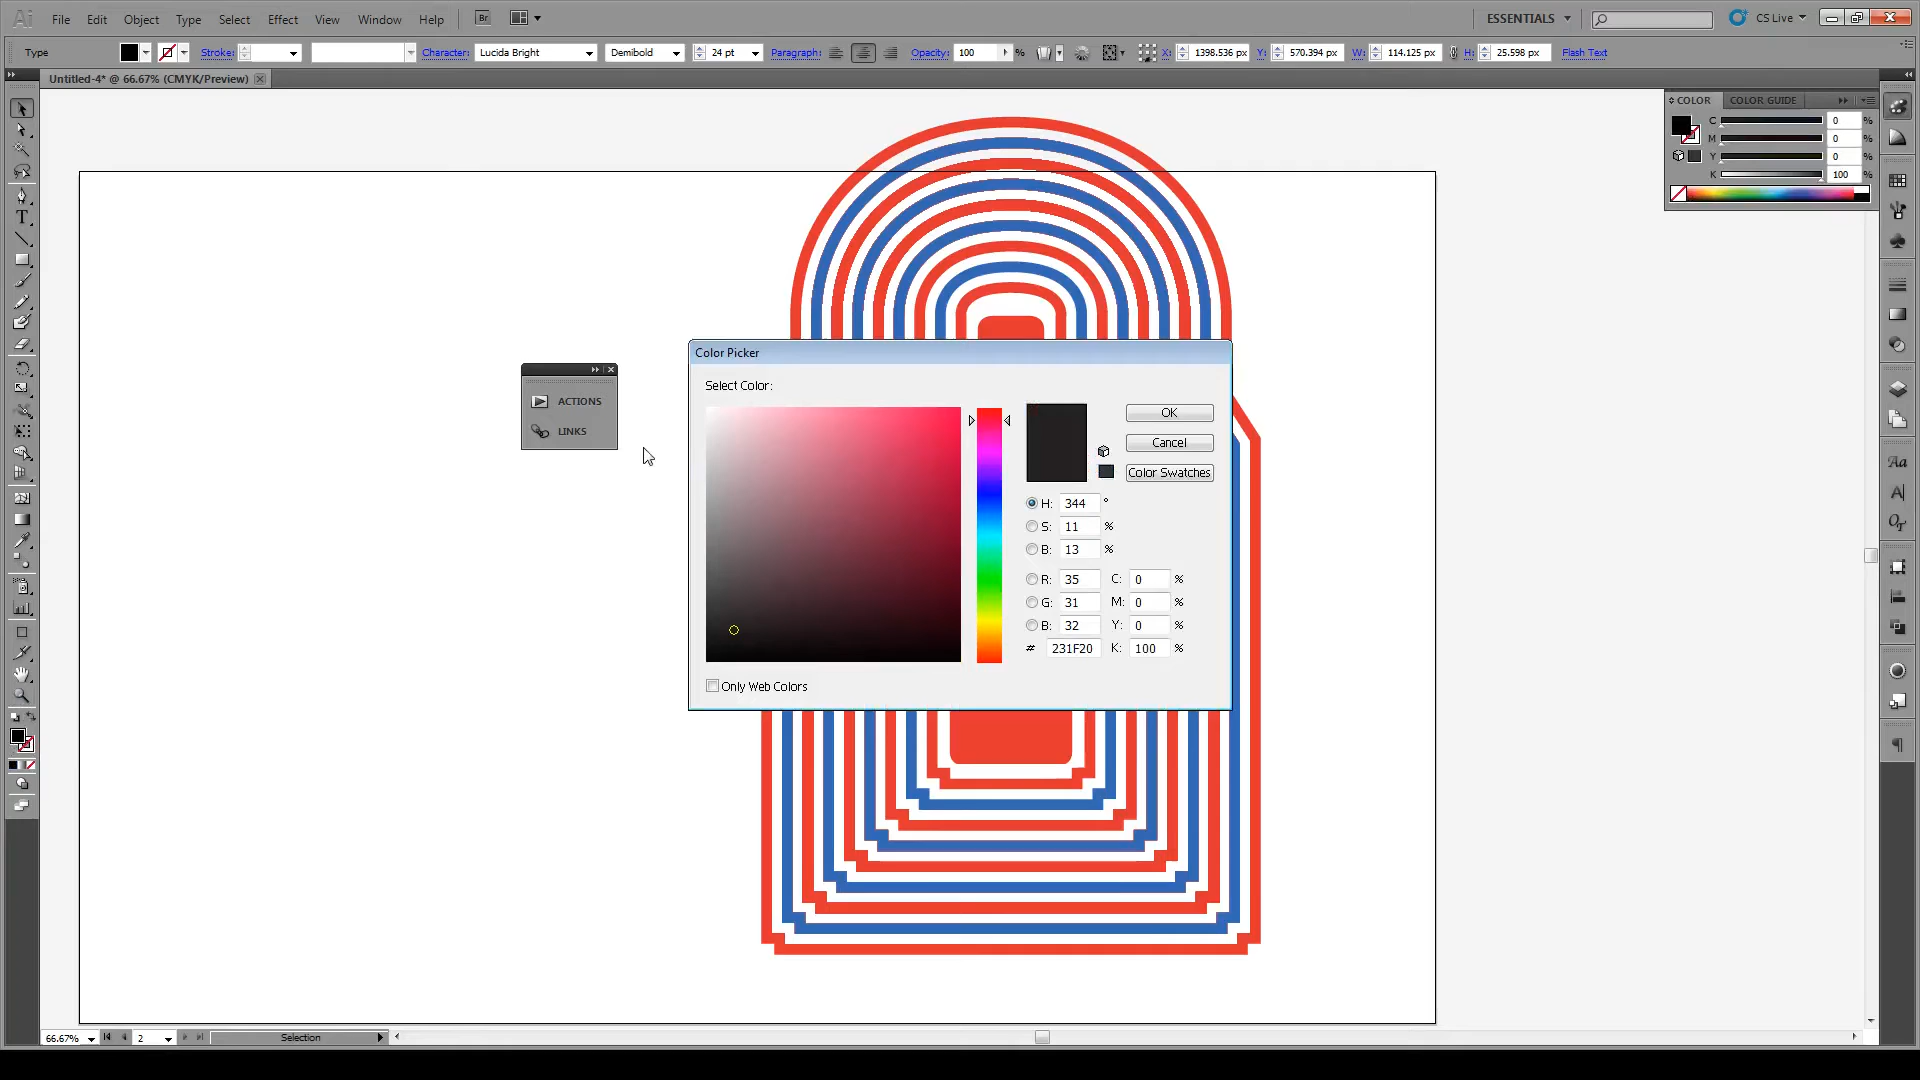 Ai File Edit Object Type Select Effect View Window Help Br ESSENTIALS CS Live
Type Stroke: Character: Lucida Bright Demibold 24 pt Paragraph: Opacity: 100 % X: 1398.536 px Y: 570.394 px W: 114.125 px H: 25.598 px Flash Text
Untitled-4* @ 66.67% (CMYK/Preview)
COLOR COLOR GUIDE
C 0 %
M 0 %
Y 0 %
K 100 %
ACTIONS
LINKS
Color Picker
Select Color:
OK
Cancel
Color Swatches
H: 344 °
S: 11 %
B: 13 %
R: 35 C: 0 %
G: 31 M: 0 %
B: 32 Y: 0 %
# 231F20 K: 100 %
Only Web Colors
66.67% 2 Selection